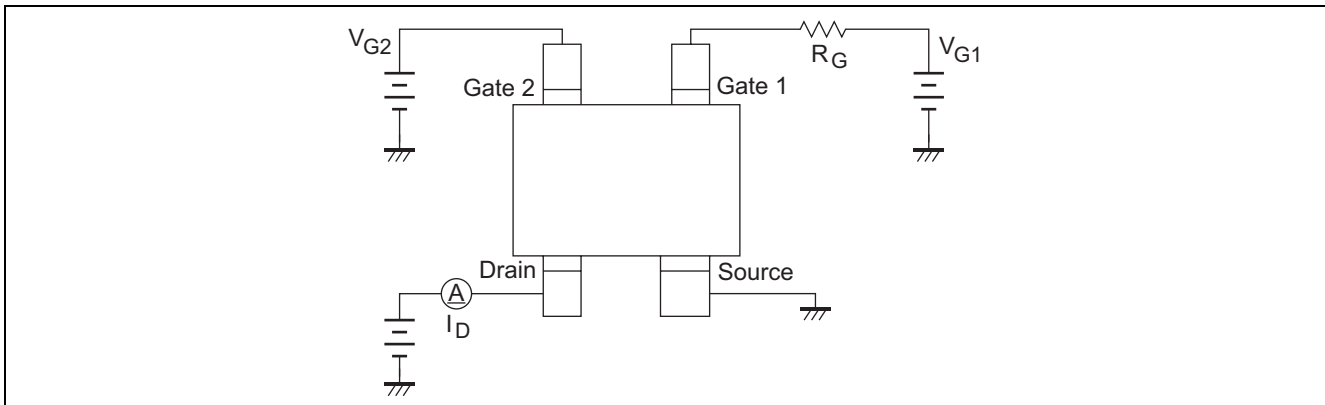 VG2
RG
VG1
Gate 2
Gate 1
Drain
Source
A
ID